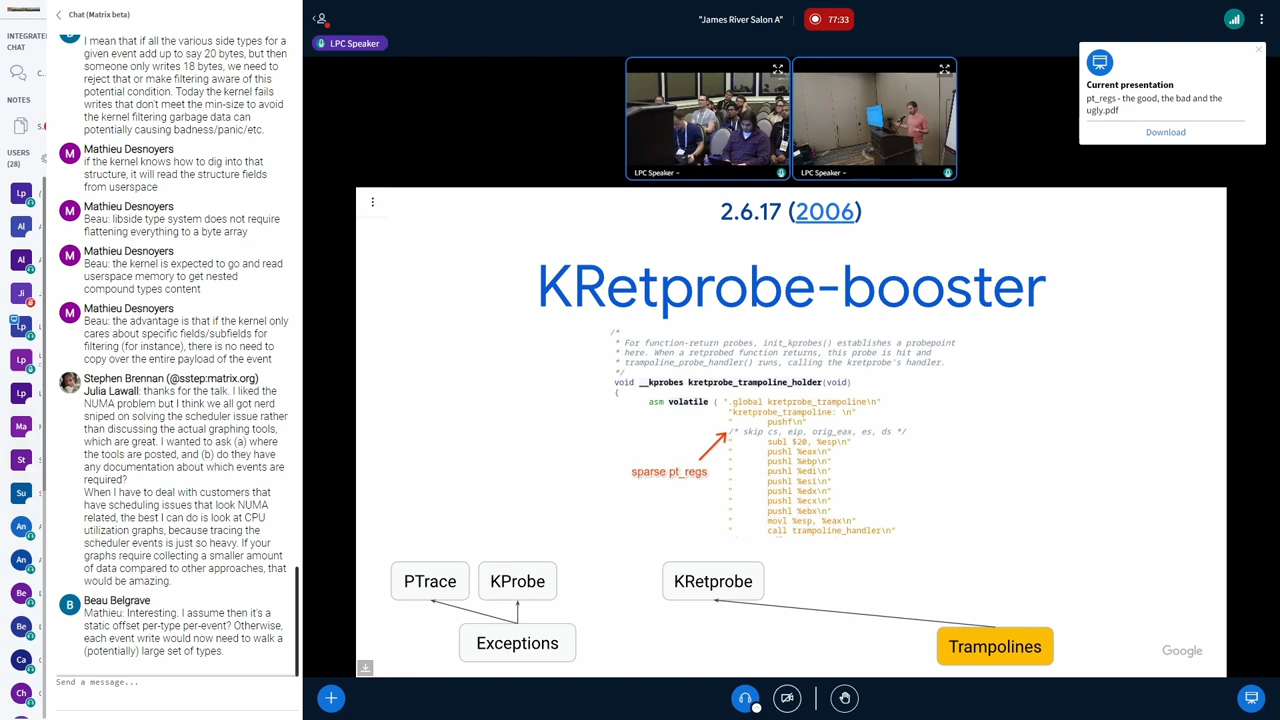 Chat (Matrix beta)
INTEGRATED
CHAT
NOTES
USERS
(28)
Lp
Al
Al
Ji
Lp
Lp
Lp
Ma
St
Su
An
An
Be
Be
Ca
Ch
I mean that if all the various side types for a
given event add up to say 20 bytes, but then
someone only writes 18 bytes, we need to
reject that or make filtering aware of this
potential condition. Today the kernel fails
writes that don't meet the min-size to avoid
the kernel filtering garbage data can
potentially causing badness/panic/etc.
M
Mathieu Desnoyers
if the kernel knows how to dig into that
structure, it will read the structure fields
from userspace
M
Mathieu Desnoyers
Beau: libside type system does not require
flattening everything to a byte array
M
Mathieu Desnoyers
Beau: the kernel is expected to go and read
userspace memory to get nested
compound types content
M
Mathieu Desnoyers
Beau: the advantage is that if the kernel only
cares about specific fields/subfields for
filtering (for instance), there is no need to
copy over the entire payload of the event
Stephen Brennan (@sstep:matrix.org)
Julia Lawall: thanks for the talk. I liked the
NUMA problem but I think we all got nerd
sniped on solving the scheduler issue rather
than discussing the actual graphing tools,
which are great. I wanted to ask (a) where
the tools are posted, and (b) do they have
any documentation about which events are
required?
When I have to deal with customers that
have scheduling issues that look NUMA
related, the best I can do is look at CPU
utilization graphs, because tracing the
scheduler events is just so heavy. If your
graphs require collecting a smaller amount
of data compared to other approaches, that
would be amazing.
B
Beau Belgrave
Mathieu: Interesting. I assume then it's a
static offset per-type per-event? Otherwise,
each event write would now need to walk a
(potentially) large set of types.
Send a message...
"James River Salon A"
77:33
LPC Speaker
LPC Speaker
LPC Speaker
Current presentation
pt_regs - the good, the bad and the
ugly.pdf
Download
2.6.17 (2006)
KRetprobe-booster
/*
* For function-return probes, init_kprobes() establishes a probepoint
* here. When a retprobed function returns, this probe is hit and
* trampoline_probe_handler() runs, calling the kretprobe's handler.
*/
void __kprobes kretprobe_trampoline_holder(void)
{
asm volatile ( ".global kretprobe_trampoline\n"
"kretprobe_trampoline: \n"
" pushf\n"
/* skip cs, eip, orig_eax, es, ds */
" subl $20, %esp\n"
" pushl %eax\n"
" pushl %ebp\n"
" pushl %edi\n"
" pushl %esi\n"
" pushl %edx\n"
" pushl %ecx\n"
" pushl %ebx\n"
" movl %esp, %eax\n"
" call trampoline_handler\n"
sparse pt_regs
PTrace
KProbe
KRetprobe
Exceptions
Trampolines
Google